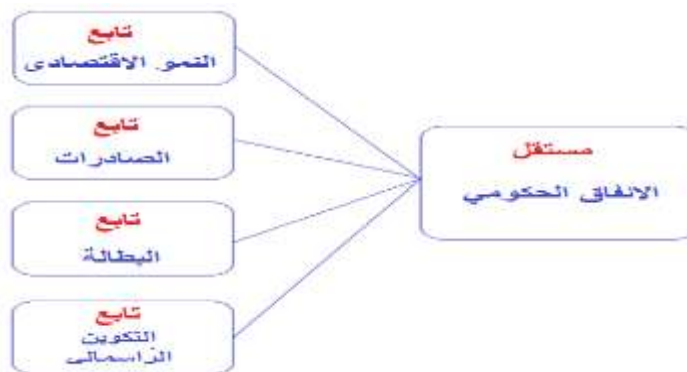 تابع
النمو الاقتصادى
تابع
الصادرات
تابع
البطالة
تابع
التكوين
الرأسمالى
مستقل
الانفاق الحكومي